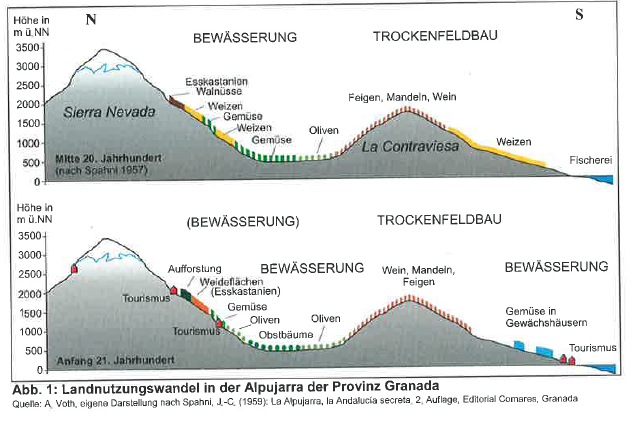 Höhe in
m ü.NN
N
S
BEWÄSSERUNG
TROCKENFELDBAU
3500
3000
2500
2000
1500
1000
500
0
Esskastanien
Walnüsse
Weizen
Gemüse
Weizen
Gemüse
Oliven
Feigen, Mandeln, Wein
Sierra Nevada
La Contraviesa
Weizen
Fischerei
Mitte 20. Jahrhundert
(nach Spahni 1957)
Höhe in
m ü.NN
(BEWÄSSERUNG)
TROCKENFELDBAU
BEWÄSSERUNG
BEWÄSSERUNG
3500
3000
2500
2000
1500
1000
500
0
Aufforstung
Weideflächen
(Esskastanien)
Tourismus
Gemüse
Oliven
Tourismus
Obstbäume
Oliven
Wein, Mandeln,
Feigen
Gemüse in
Gewächshäusern
Tourismus
Anfang 21. Jahrhundert
Abb. 1: Landnutzungswandel in der Alpujarra der Provinz Granada
Quelle: A. Voth, eigene Darstellung nach Spahni, J.-C. (1959): La Alpujarra, la Andalucía secreta, 2. Auflage, Editorial Comares, Granada